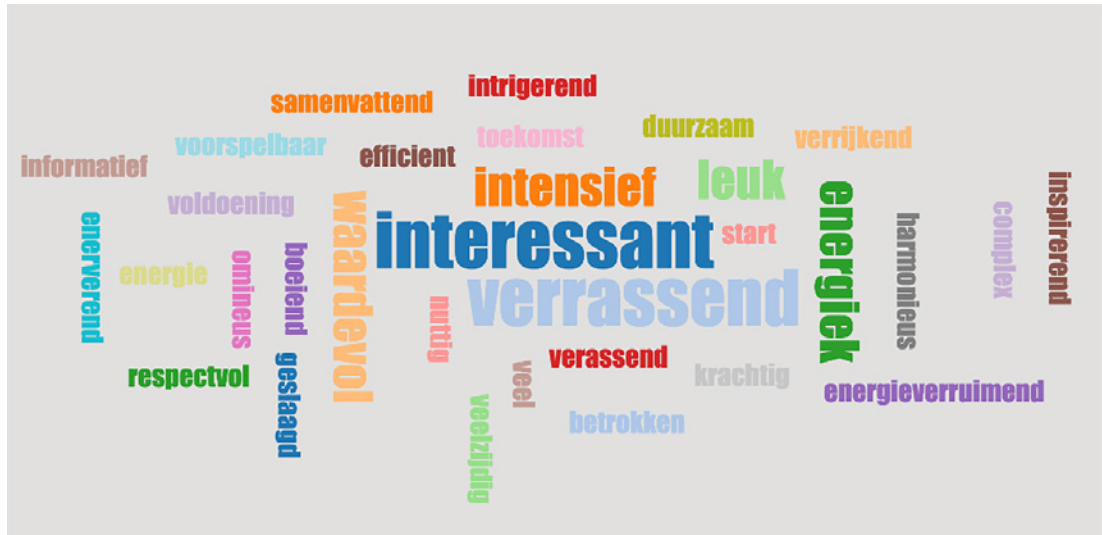 intrigerend
samenvattend
duurzaam
toekomst
verrijkend
voorspelbaar
efficient
informatief
leuk
intensief
voldoening
waardevol
interessant
start
energiek
harmonieus
complex
inspirerend
enerverend
energie
omineus
boeiend
verrassend
nuttig
verassend
veel
krachtig
respectvol
geslaagd
energieverruimend
betrokken
veelzijdig